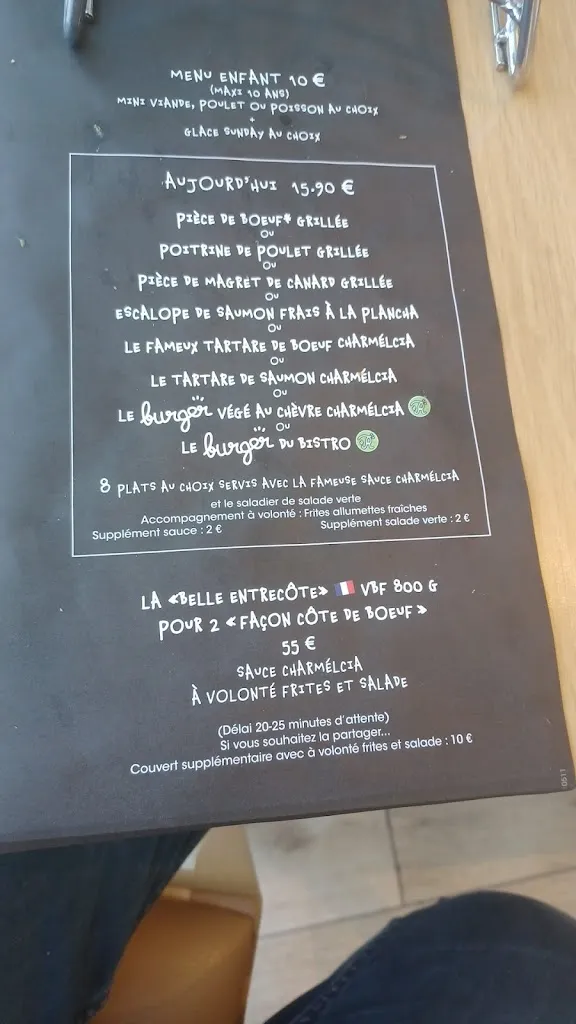 MENU ENFANT 10 €
(MAXI 10 ANS)
MINI VIANDE, POULET OU POISSON AU CHOIX
+
GLACE SUNDAY AU CHOIX
AUJOURD'HUI 15.90 €
PIÈCE DE BOEUF* GRILLÉE
OU
POITRINE DE POULET GRILLÉE
OU
PIÈCE DE MAGRET DE CANARD GRILLÉE
OU
ESCALOPE DE SAUMON FRAIS À LA PLANCHA
OU
LE FAMEUX TARTARE DE BOEUF CHARMÉLCIA
OU
LE TARTARE DE SAUMON CHARMÉLCIA
OU
LE burger VÉGÉ AU CHÈVRE CHARMÉLCIA
OU
LE burger DU BISTRO
8 PLATS AU CHOIX SERVIS AVEC LA FAMEUSE SAUCE CHARMÉLCIA
et le saladier de salade verte
Accompagnement à volonté : Frites allumettes fraîches
Supplément sauce : 2 € Supplément salade verte : 2 €
LA «BELLE ENTRECÔTE» VBF 800 G
POUR 2 « FAÇON CÔTE DE BOEUF »
55 €
SAUCE CHARMÉLCIA
À VOLONTÉ FRITES ET SALADE
(Délai 20-25 minutes d'attente)
Si vous souhaitez la partager...
Couvert supplémentaire avec à volonté frites et salade : 10 €